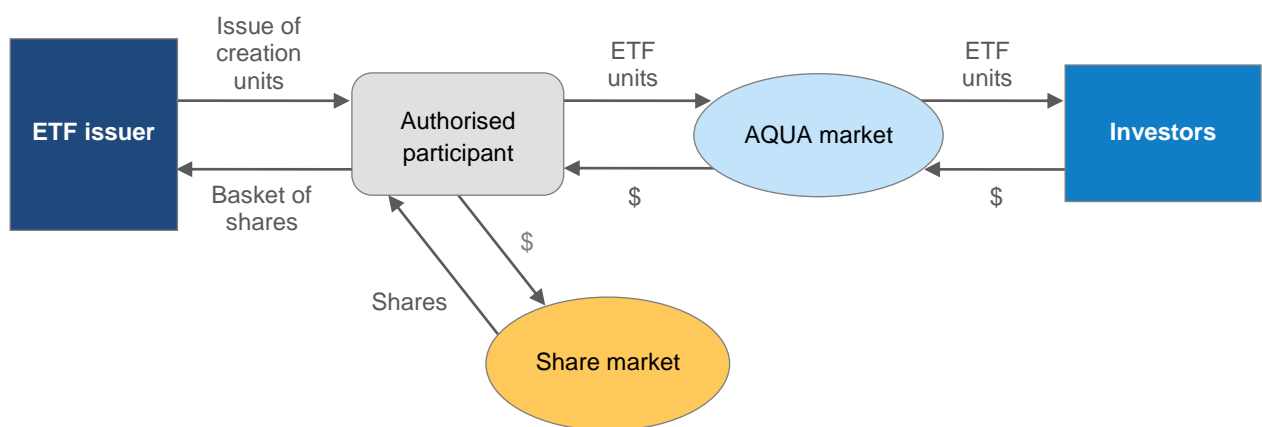 Issue of
creation
units
ETF
units
ETF
units
ETF issuer
Authorised
participant
AQUA market
Investors
Basket of
shares
$
$
$
Shares
Share market